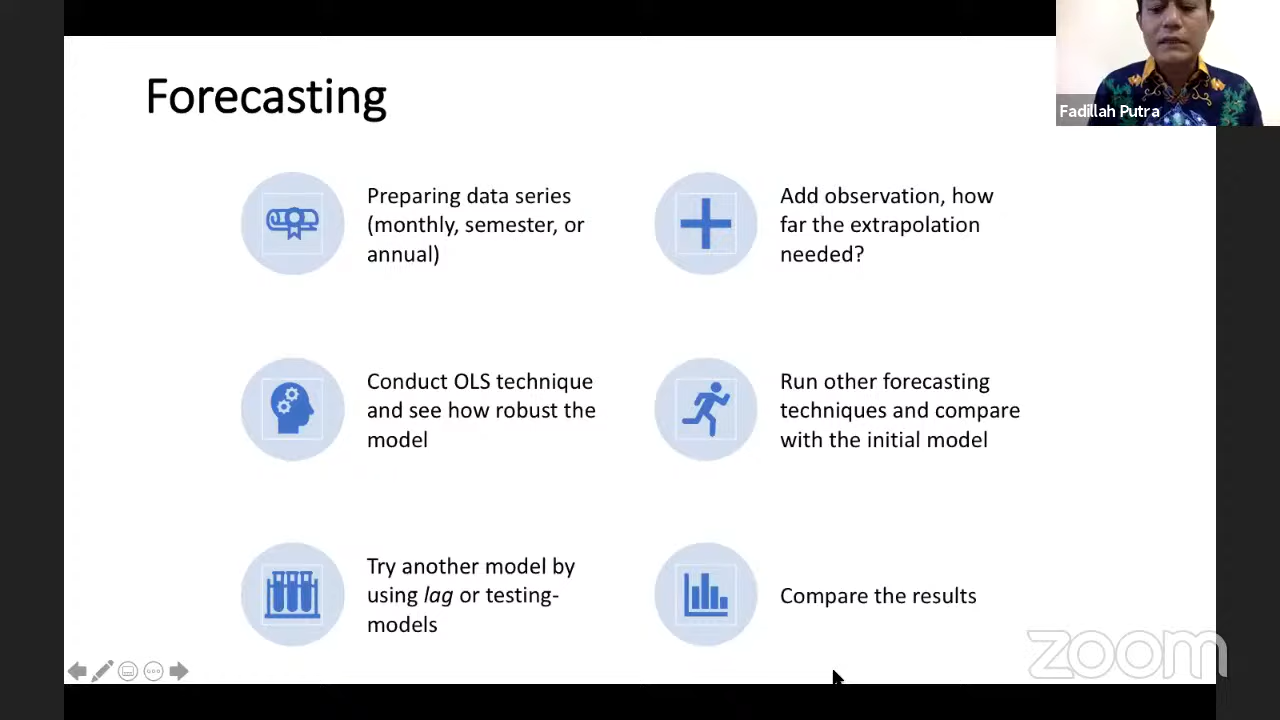 Forecasting
Fadillah Putra
Preparing data series
(monthly, semester, or
annual)
Add observation, how
far the extrapolation
needed?
Conduct OLS technique
and see how robust the
model
Run other forecasting
techniques and compare
with the initial model
Try another model by
using lag or testing-
models
Compare the results
zoom